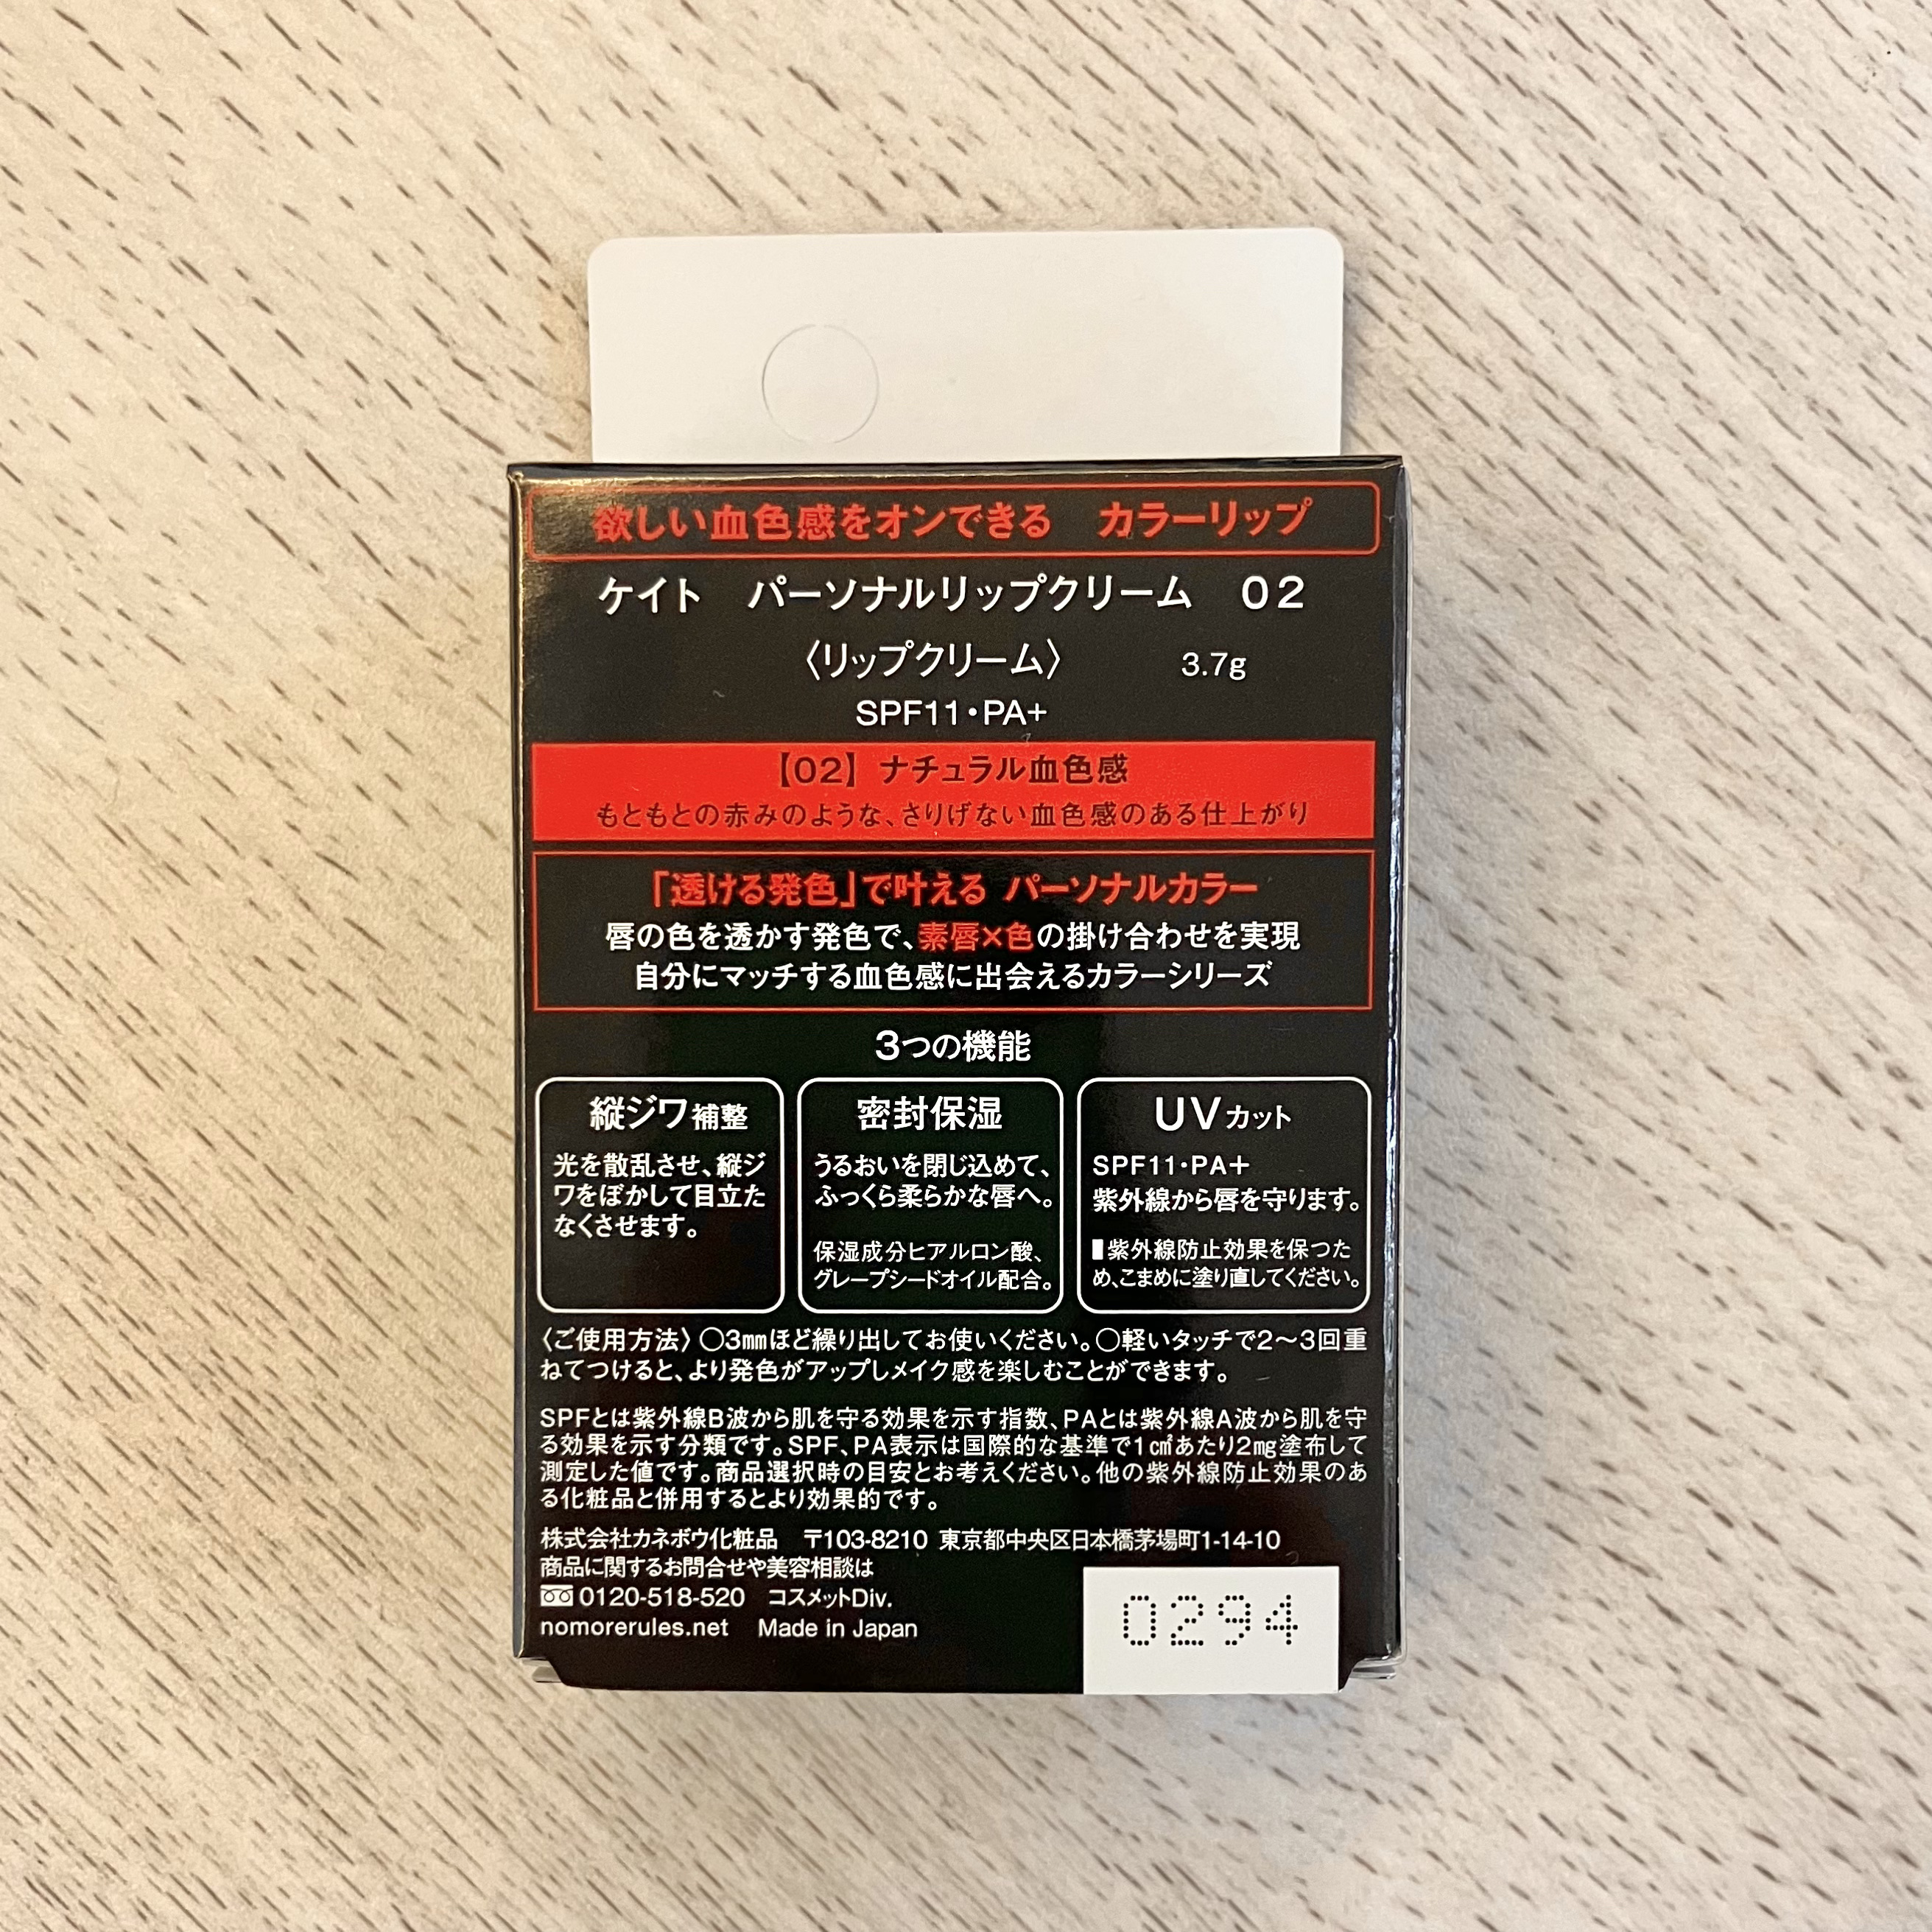 欲しい血色感をオンできる　カラーリップ
ケイト　パーソナルリップクリーム　02
〈リップクリーム〉　3.7g
SPF11・PA+
【02】ナチュラル血色感
もともとの赤みのような、さりげない血色感のある仕上がり
「透ける発色」で叶える パーソナルカラー
唇の色を透かす発色で、素唇×色の掛け合わせを実現
自分にマッチする血色感に出会えるカラーシリーズ
3つの機能
縦ジワ補整
光を散乱させ、縦ジ
ワをぼかして目立た
なくさせます。
密封保湿
うるおいを閉じ込めて、
ふっくら柔らかな唇へ。
保湿成分ヒアルロン酸、
グレープシードオイル配合。
UVカット
SPF11・PA+
紫外線から唇を守ります。
▮紫外線防止効果を保つた
め、こまめに塗り直してください。
〈ご使用方法〉○3㎜ほど繰り出してお使いください。○軽いタッチで2〜3回重
ねてつけると、より発色がアップしメイク感を楽しむことができます。
SPFとは紫外線B波から肌を守る効果を示す指数、PAとは紫外線A波から肌を守
る効果を示す分類です。SPF、PA表示は国際的な基準で1㎠あたり2㎎塗布して
測定した値です。商品選択時の目安とお考えください。他の紫外線防止効果のあ
る化粧品と併用するとより効果的です。
株式会社カネボウ化粧品　〒103-8210 東京都中央区日本橋茅場町1-14-10
商品に関するお問合せや美容相談は
0120-518-520　コスメットDiv.
nomorerules.net　Made in Japan
0294